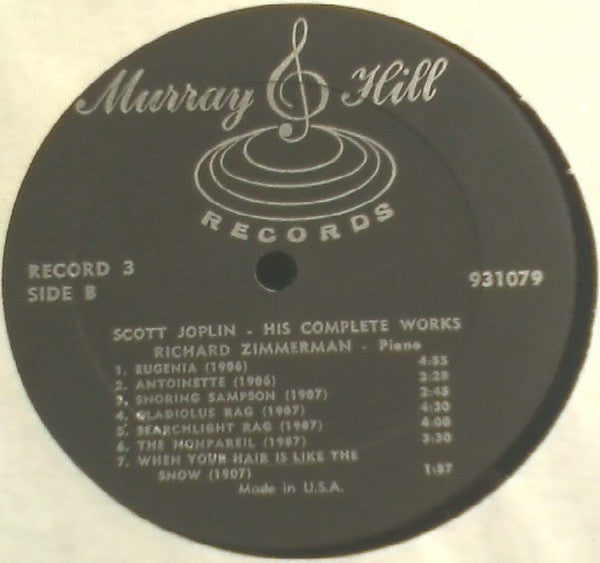 Murray Hill
RECORDS
RECORD 3
SIDE B
931079
SCOTT JOPLIN - HIS COMPLETE WORKS
RICHARD ZIMMERMAN - Piano
1. EUGENIA (1906) 4:55
2. ANTOINETTE (1906) 2:28
3. SNORING SAMPSON (1907) 2:45
4. GLADIOLUS RAG (1907) 4:30
5. SEARCHLIGHT RAG (1907) 4:08
6. THE NONPAREIL (1907) 3:30
7. WHEN YOUR HAIR IS LIKE THE
SNOW (1907) 1:57
Made in U.S.A.